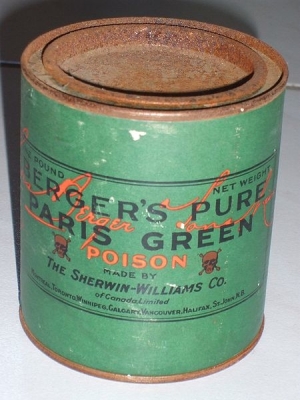 POUND NET WEIGHT
BERGER'S PURE
PARIS GREEN
POISON
MADE BY
THE SHERWIN-WILLIAMS CO.
of Canada, Limited
Montreal, Toronto, Winnipeg, Calgary, Vancouver, Halifax, St. John, N.B.